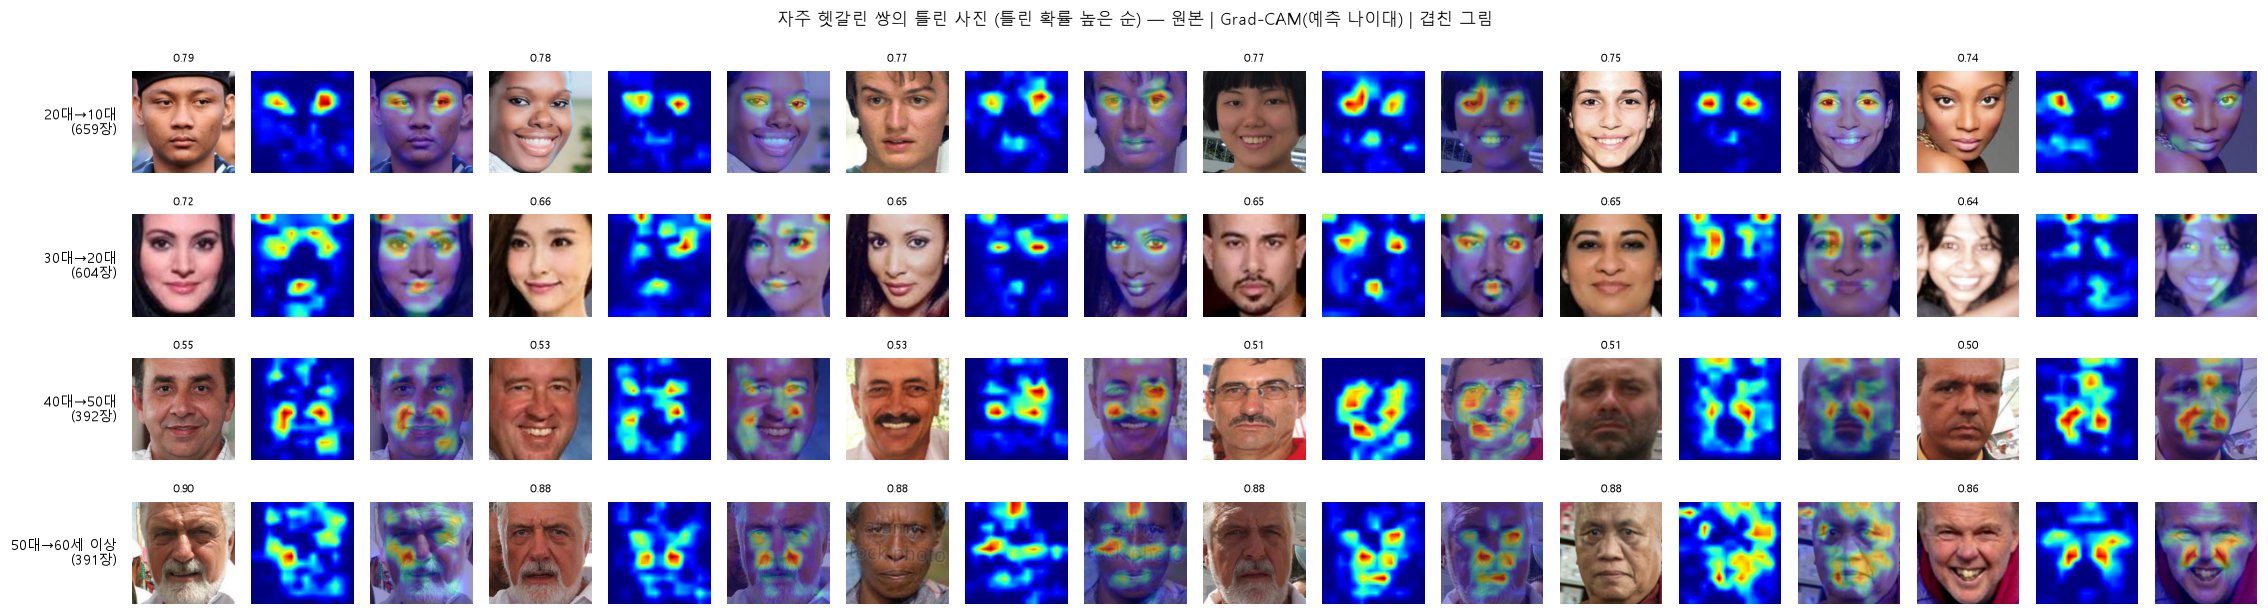 자주 헷갈린 쌍의 틀린 사진 (틀린 확률 높은 순) — 원본 | Grad-CAM(예측 나이대) | 겹친 그림
0.79 0.78 0.77 0.77 0.75 0.74
20대→10대
(659장)
0.72 0.66 0.65 0.65 0.65 0.64
30대→20대
(604장)
0.55 0.53 0.53 0.51 0.51 0.50
40대→50대
(392장)
0.90 0.88 0.88 0.88 0.88 0.86
50대→60세 이상
(391장)